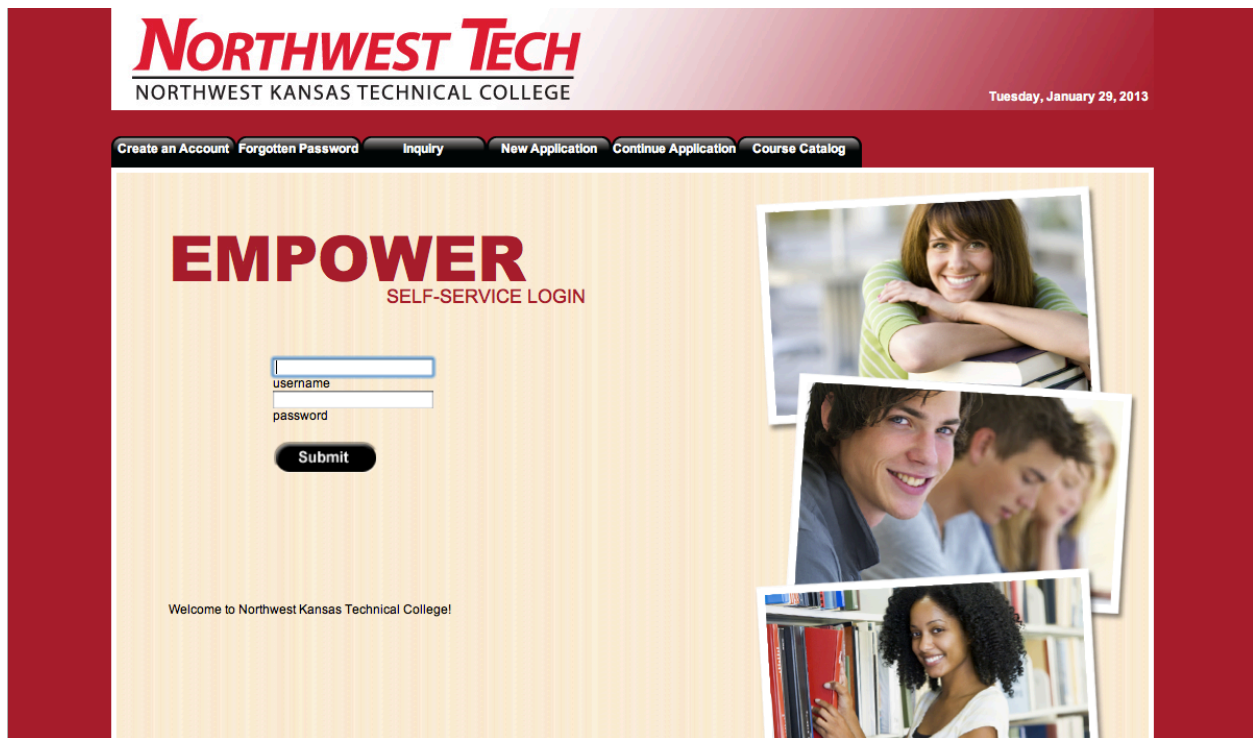 NORTHWEST TECH
NORTHWEST KANSAS TECHNICAL COLLEGE
Tuesday, January 29, 2013
Create an Account Forgotten Password Inquiry New Application Continue Application Course Catalog
EMPOWER
SELF-SERVICE LOGIN
username
password
Submit
Welcome to Northwest Kansas Technical College!